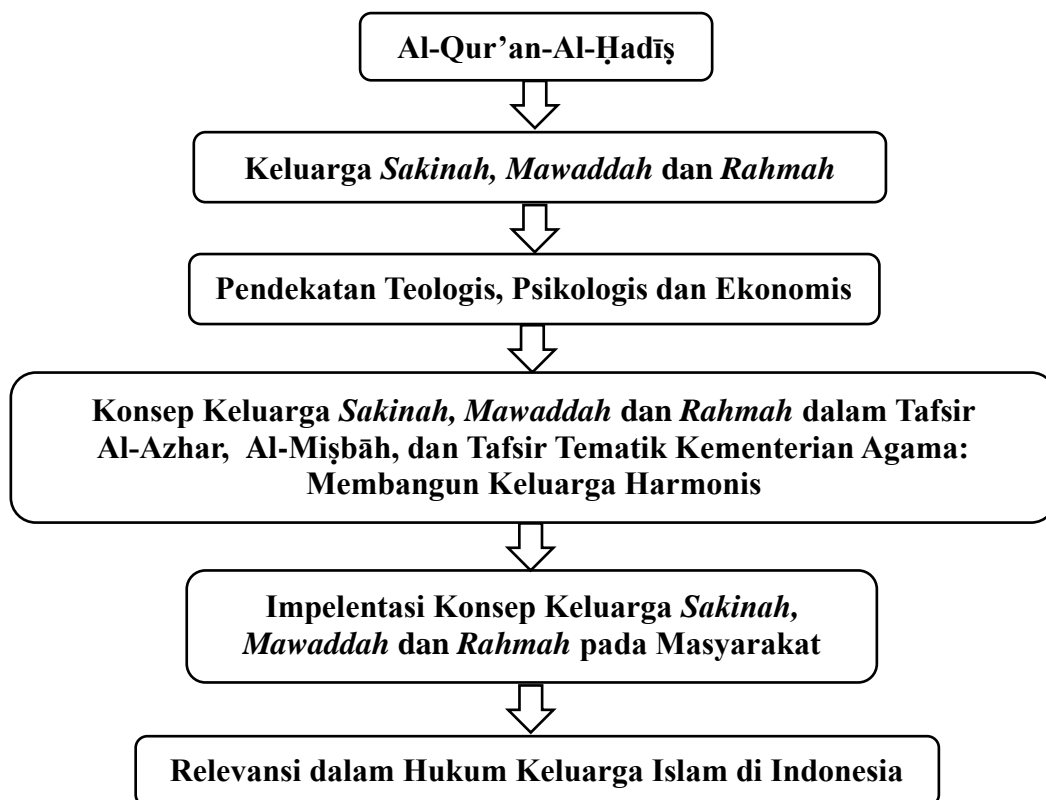 Al-Qur’an-Al-Ḥadīṣ
Keluarga Sakinah, Mawaddah dan Rahmah
Pendekatan Teologis, Psikologis dan Ekonomis
Konsep Keluarga Sakinah, Mawaddah dan Rahmah dalam Tafsir
Al-Azhar, Al-Miṣbāh, dan Tafsir Tematik Kementerian Agama:
Membangun Keluarga Harmonis
Impelentasi Konsep Keluarga Sakinah,
Mawaddah dan Rahmah pada Masyarakat
Relevansi dalam Hukum Keluarga Islam di Indonesia